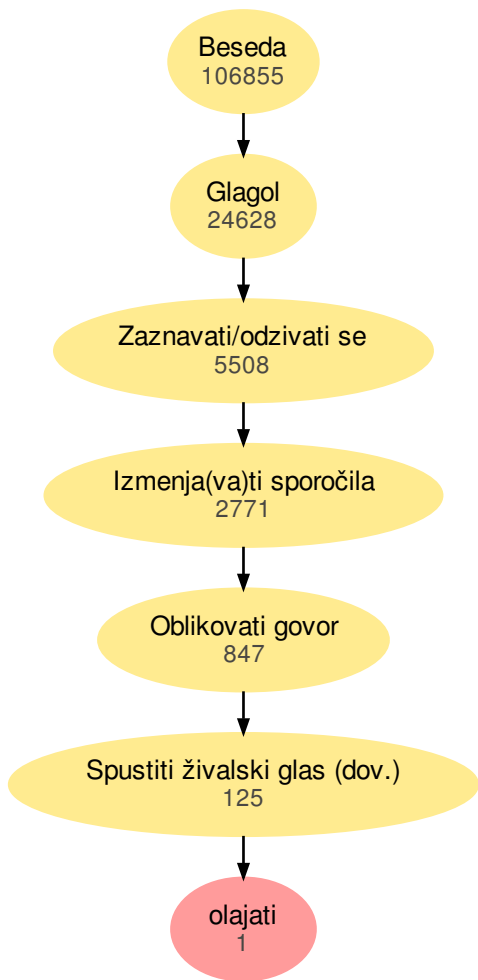 Beseda
106855
Glagol
24628
Zaznavati/odzivati se
5508
Izmenja(va)ti sporočila
2771
Oblikovati govor
847
Spustiti živalski glas (dov.)
125
olajati
1